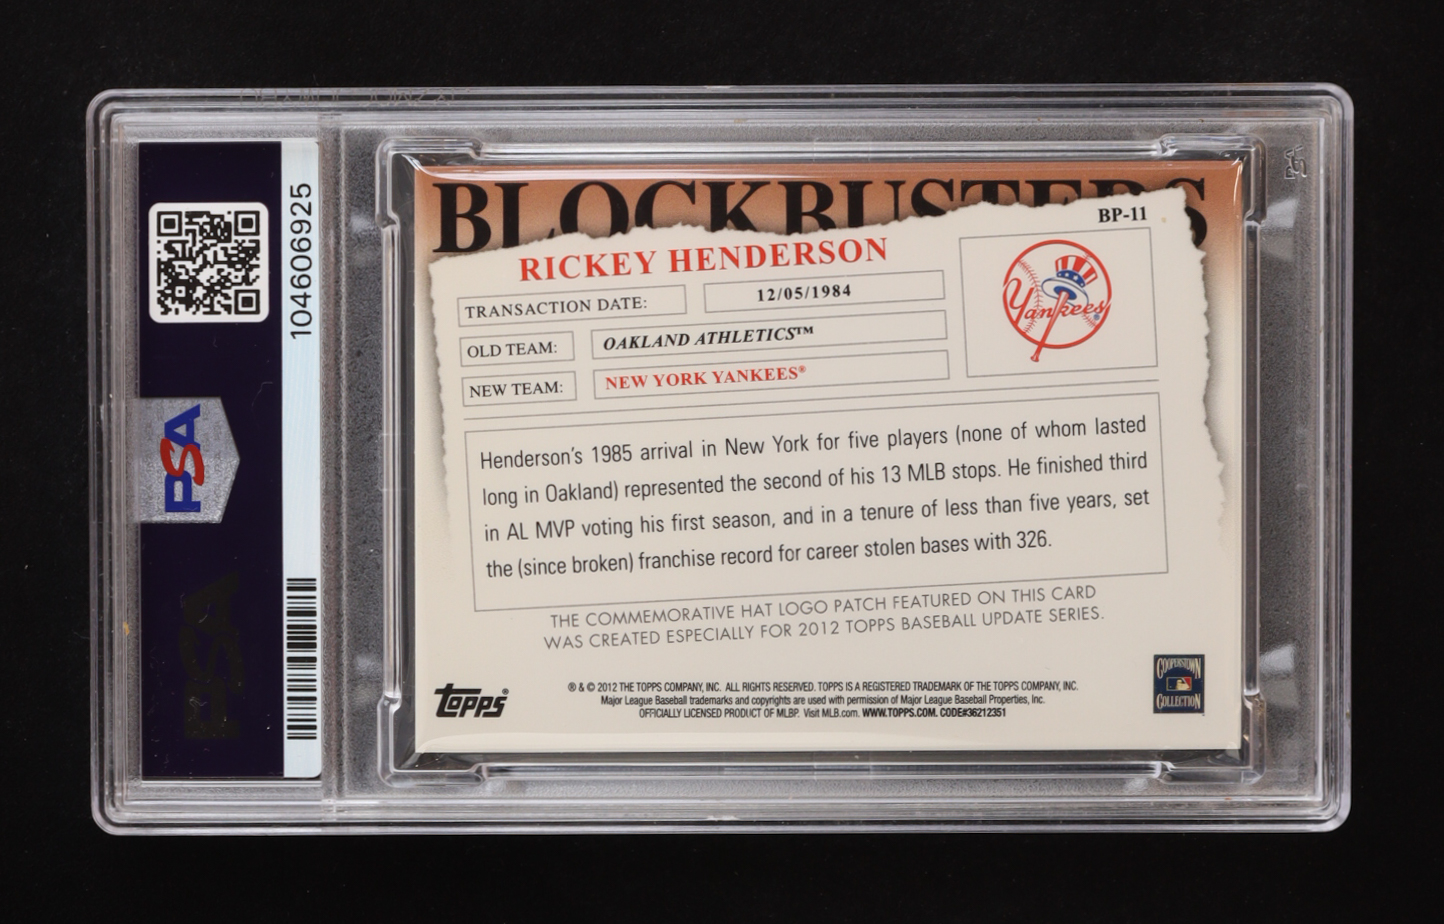 BLOCKBUSTERS
BP-11
RICKEY HENDERSON
TRANSACTION DATE: 12/05/1984
OLD TEAM: OAKLAND ATHLETICS™
NEW TEAM: NEW YORK YANKEES®
Yankees®
Henderson's 1985 arrival in New York for five players (none of whom lasted
long in Oakland) represented the second of his 13 MLB stops. He finished third
in AL MVP voting his first season, and in a tenure of less than five years, set
the (since broken) franchise record for career stolen bases with 326.
THE COMMEMORATIVE HAT LOGO PATCH FEATURED ON THIS CARD
WAS CREATED ESPECIALLY FOR 2012 TOPPS BASEBALL UPDATE SERIES.
topps®
® & © 2012 THE TOPPS COMPANY, INC. ALL RIGHTS RESERVED. TOPPS IS A REGISTERED TRADEMARK OF THE TOPPS COMPANY, INC.
Major League Baseball trademarks and copyrights are used with permission of Major League Baseball Properties, Inc.
OFFICIALLY LICENSED PRODUCT OF MLBP. Visit MLB.com. WWW.TOPPS.COM. CODE#36212351
COOPERSTOWN
COLLECTION
104606925
PSA
PSA